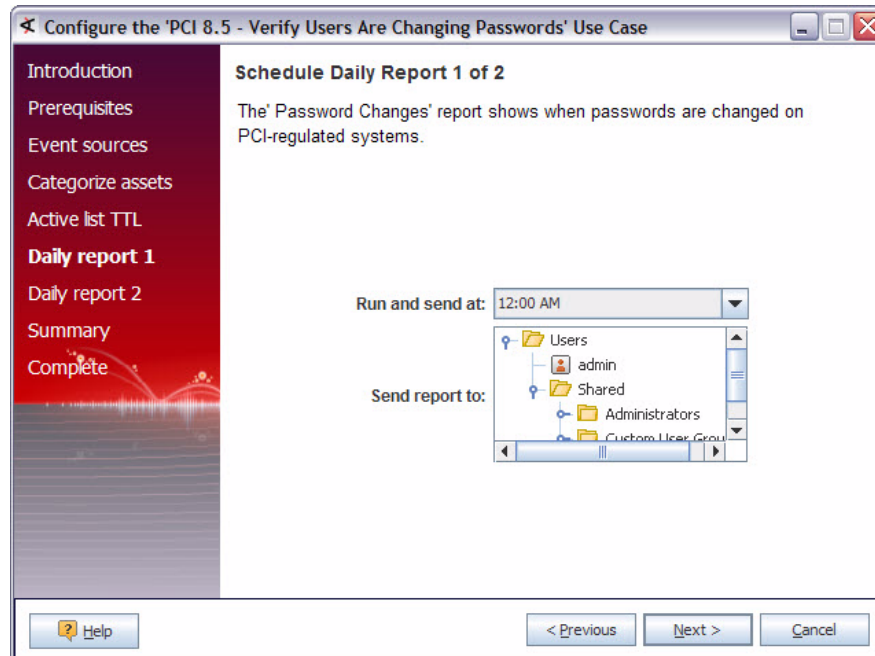 Configure the 'PCI 8.5 - Verify Users Are Changing Passwords' Use Case
Introduction
Prerequisites
Event sources
Categorize assets
Active list TTL
Daily report 1
Daily report 2
Summary
Complete
Schedule Daily Report 1 of 2
The' Password Changes' report shows when passwords are changed on
PCI-regulated systems.
Run and send at: 12:00 AM
Send report to:
Users
admin
Shared
Administrators
Custom User Grou
Help
< Previous
Next >
Cancel